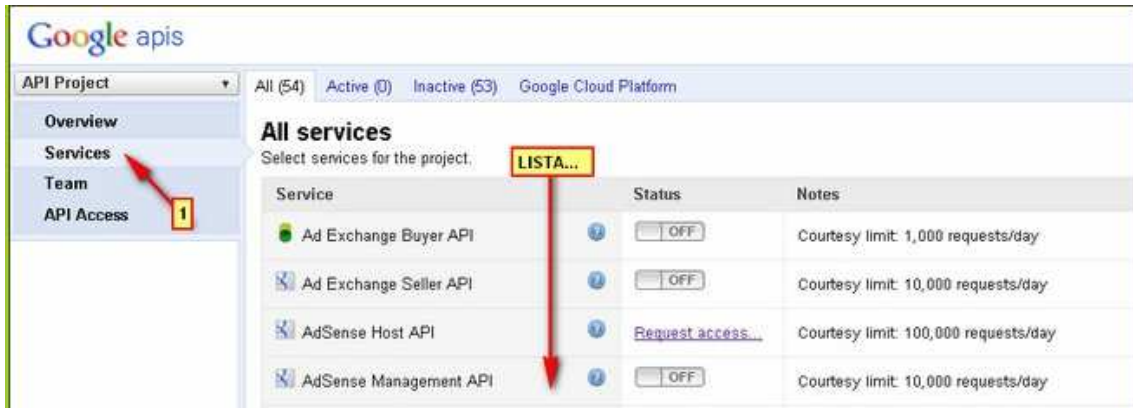 Google apis
API Project
All (54) Active (0) Inactive (53) Google Cloud Platform
Overview
Services
Team
API Access
1
All services
Select services for the project.
LISTA...
Service Status Notes
Ad Exchange Buyer API OFF Courtesy limit: 1,000 requests/day
Ad Exchange Seller API OFF Courtesy limit: 10,000 requests/day
AdSense Host API Request access... Courtesy limit: 100,000 requests/day
AdSense Management API OFF Courtesy limit: 10,000 requests/day